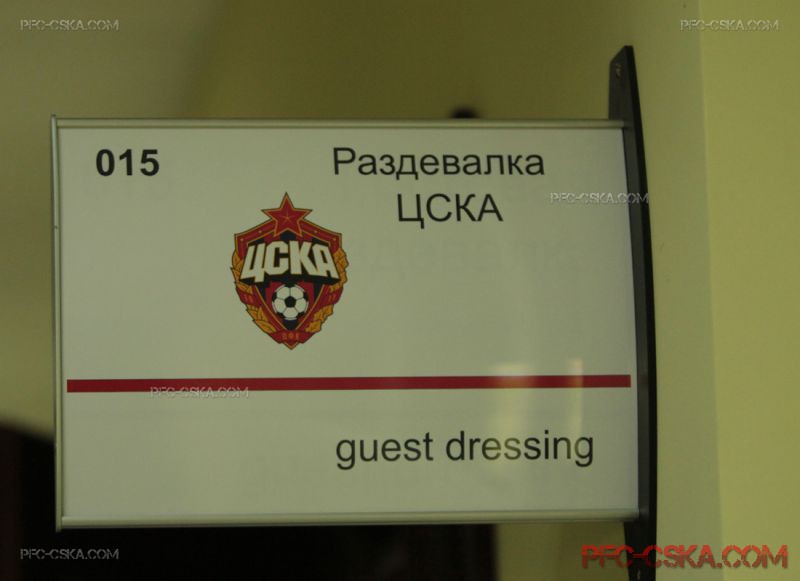 PFC-CSKA.COM PFC-CSKA.COM
015
Раздевалка
ЦСКА
PFC-CSKA.COM
ЦСКА
PFC-CSKA.COM
guest dressing
PFC-CSKA.COM
PFC-CSKA.COM